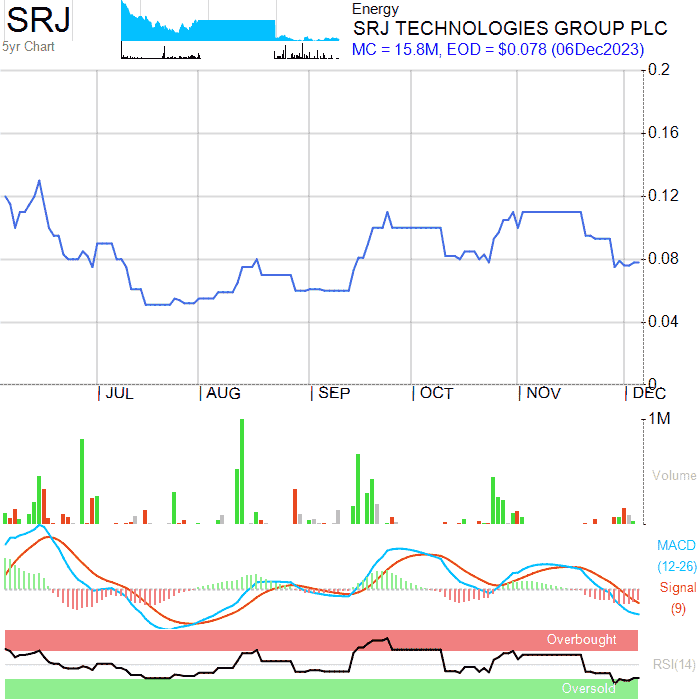 SRJ
5yr Chart
Energy
SRJ TECHNOLOGIES GROUP PLC
MC = 15.8M, EOD = $0.078 (06Dec2023)
0.2
0.16
0.12
0.08
0.04
0
JUL
AUG
SEP
OCT
NOV
DEC
1M
Volume
MACD
(12-26)
Signal
(9)
Overbought
RSI(14)
Oversold